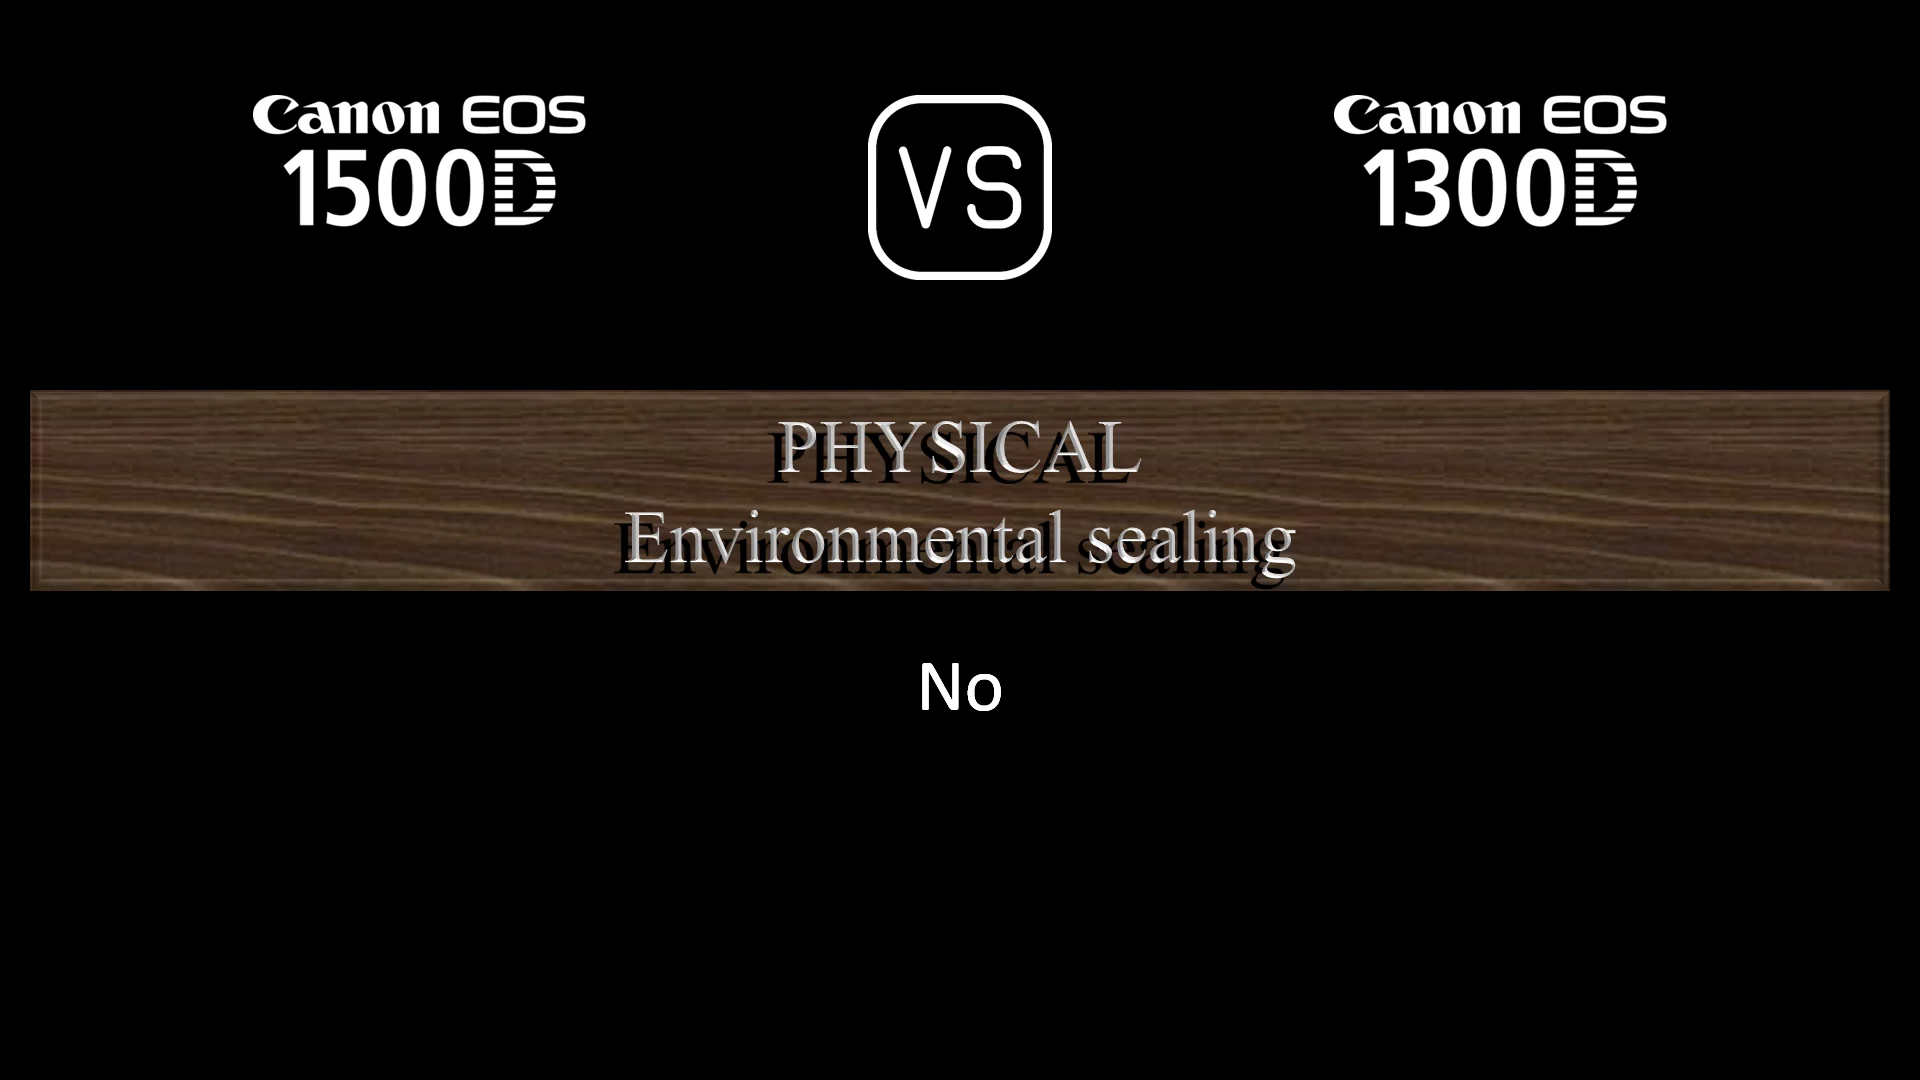 Canon EOS
1500D
VS
Canon EOS
1300D
PHYSICAL
Environmental sealing
No